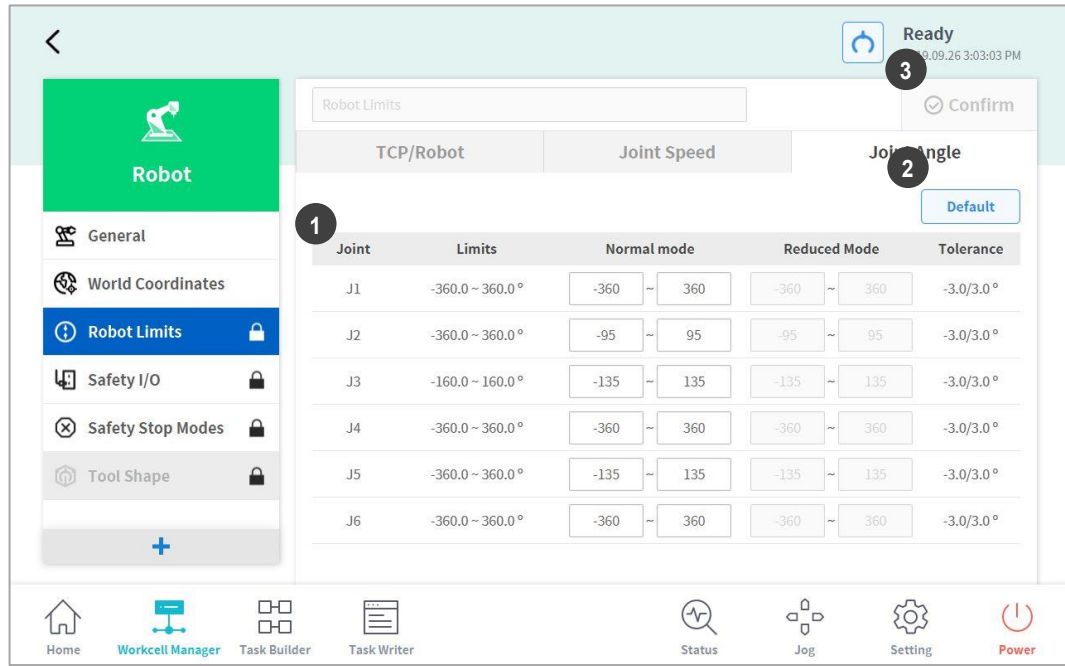 Ready
19.09.26 3:03:03 PM
3
Robot Limits
Confirm
TCP/Robot Joint Speed Joint Angle
2
Robot
Default
1
General
Joint Limits Normal mode Reduced Mode Tolerance
World Coordinates
J1 -360.0 ~ 360.0 º -360 ~ 360 -360 ~ 360 -3.0/3.0 º
Robot Limits
J2 -360.0 ~ 360.0 º -95 ~ 95 -95 ~ 95 -3.0/3.0 º
Safety I/O
J3 -160.0 ~ 160.0 º -135 ~ 135 -135 ~ 135 -3.0/3.0 º
Safety Stop Modes
J4 -360.0 ~ 360.0 º -360 ~ 360 -360 ~ 360 -3.0/3.0 º
Tool Shape
J5 -360.0 ~ 360.0 º -135 ~ 135 -135 ~ 135 -3.0/3.0 º
J6 -360.0 ~ 360.0 º -360 ~ 360 -360 ~ 360 -3.0/3.0 º
+
Home Workcell Manager Task Builder Task Writer Status Jog Setting Power